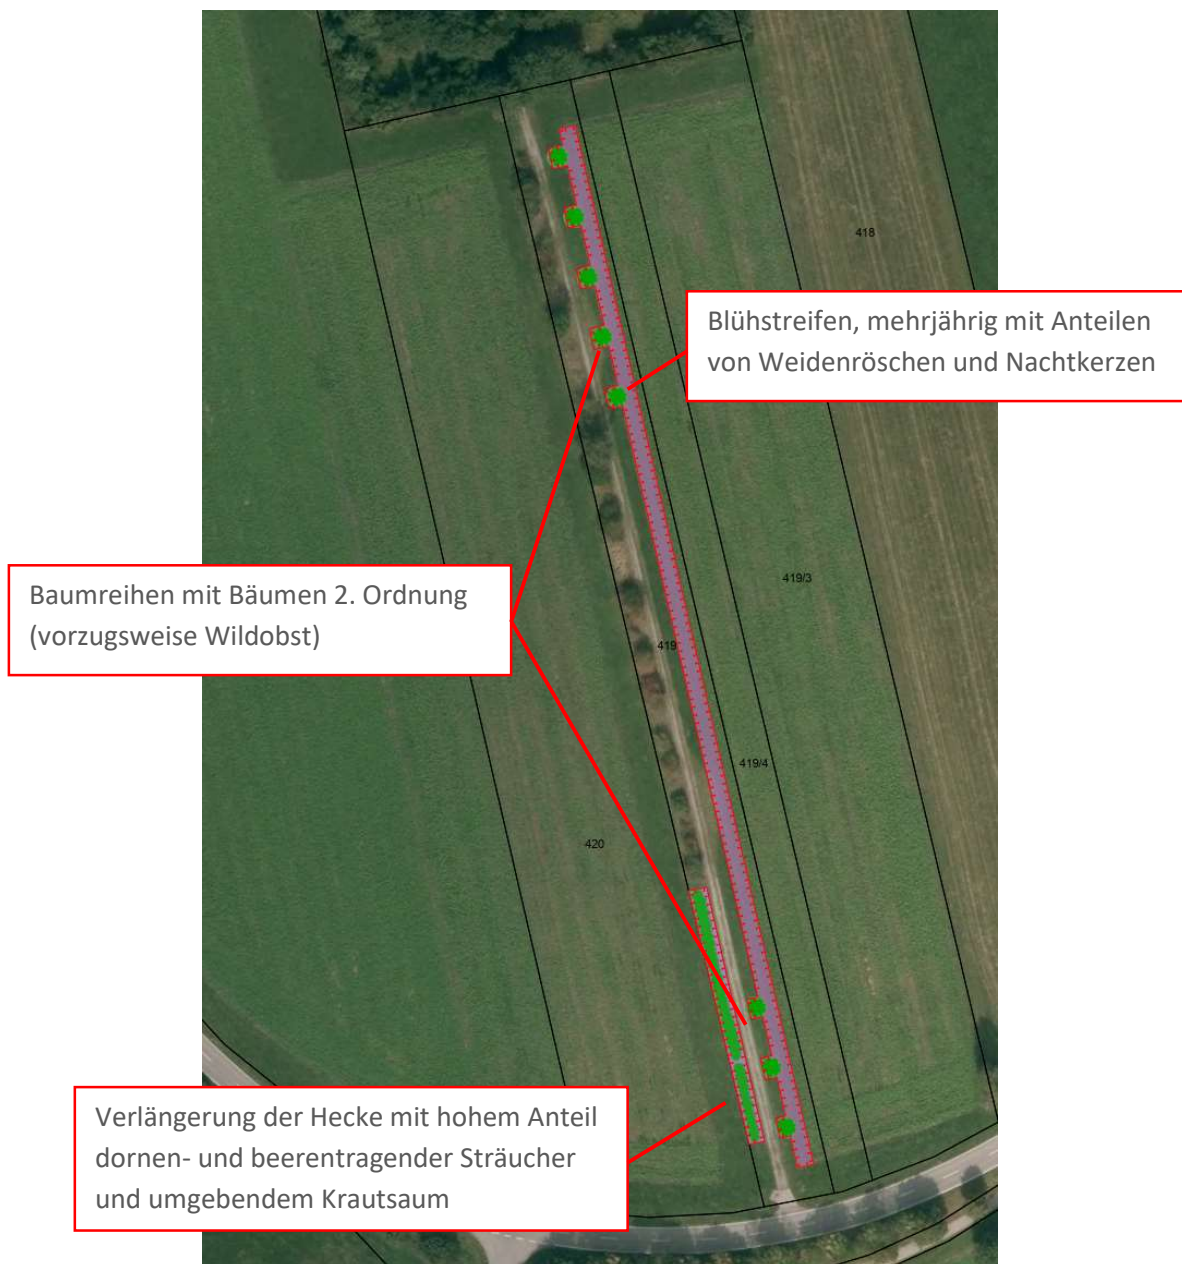 418
Blühstreifen, mehrjährig mit Anteilen
von Weidenröschen und Nachtkerzen
419/3
Baumreihen mit Bäumen 2. Ordnung
(vorzugsweise Wildobst)
419
419/4
420
Verlängerung der Hecke mit hohem Anteil
dornen- und beerentragender Sträucher
und umgebendem Krautsaum